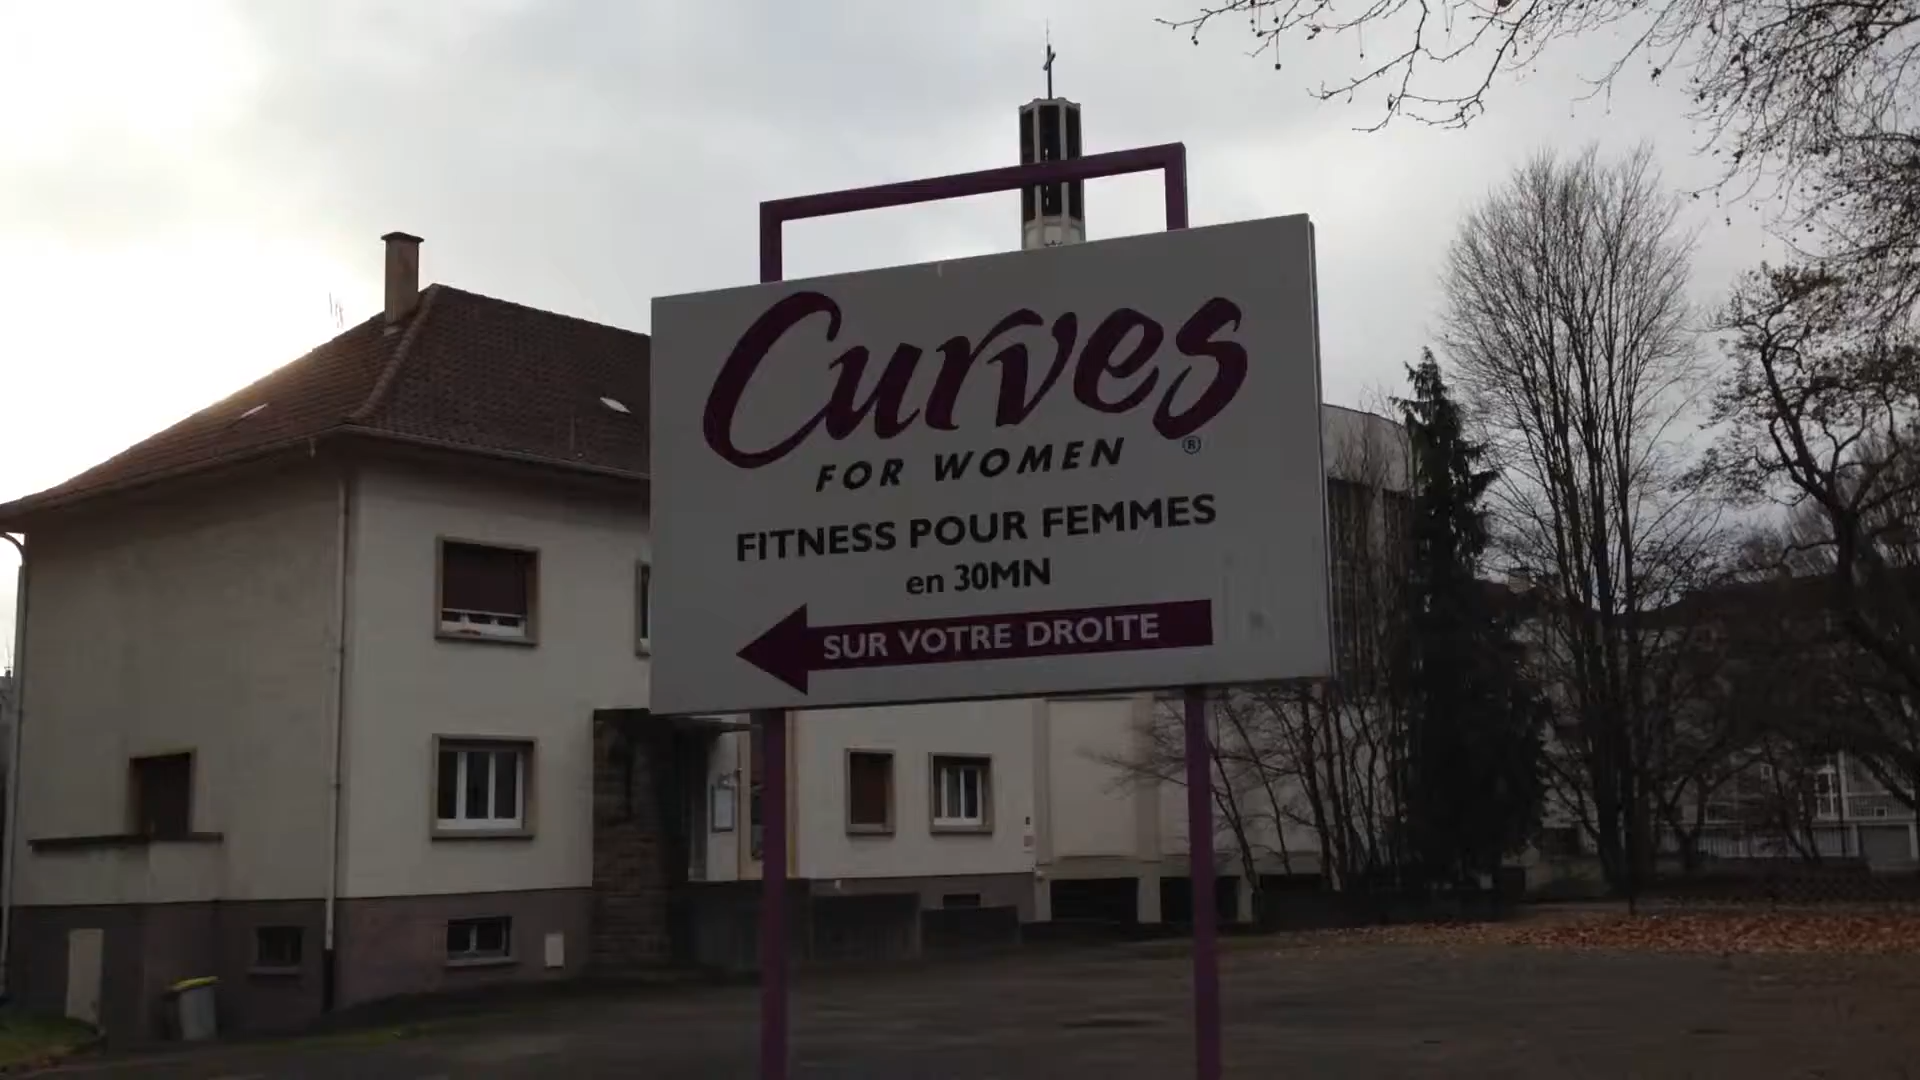 Curves
®
FOR WOMEN
FITNESS POUR FEMMES
en 30MN
SUR VOTRE DROITE